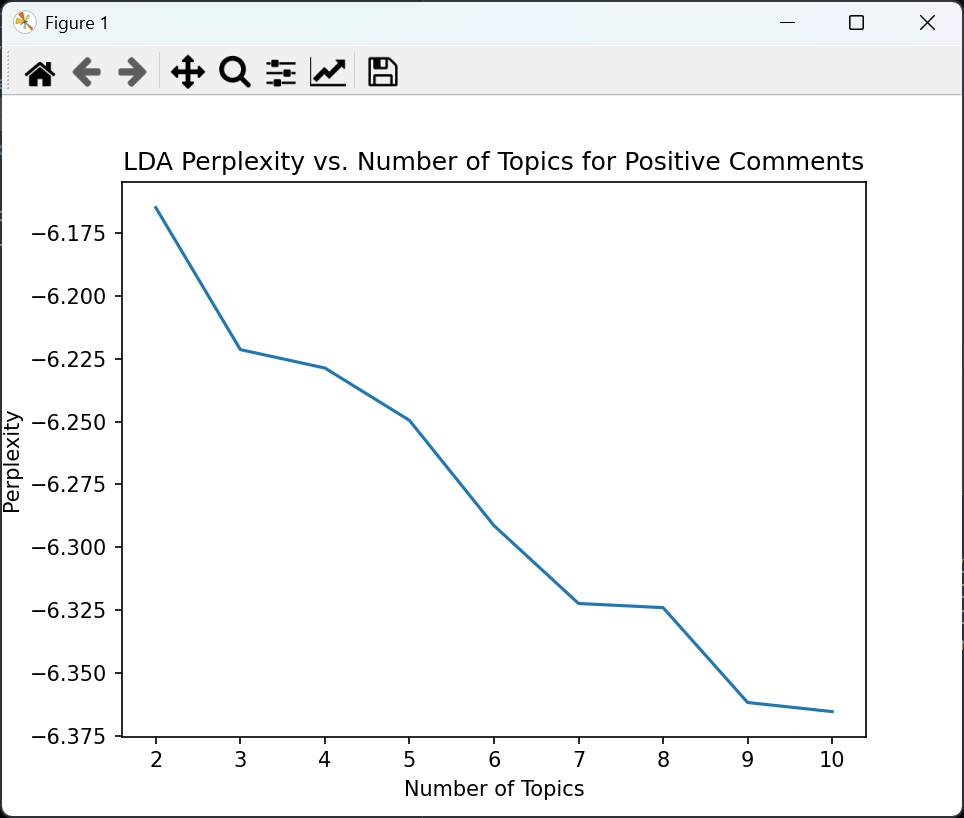 Figure 1
LDA Perplexity vs. Number of Topics for Positive Comments
−6.175
−6.200
−6.225
−6.250
−6.275
−6.300
−6.325
−6.350
−6.375
Perplexity
2 3 4 5 6 7 8 9 10
Number of Topics